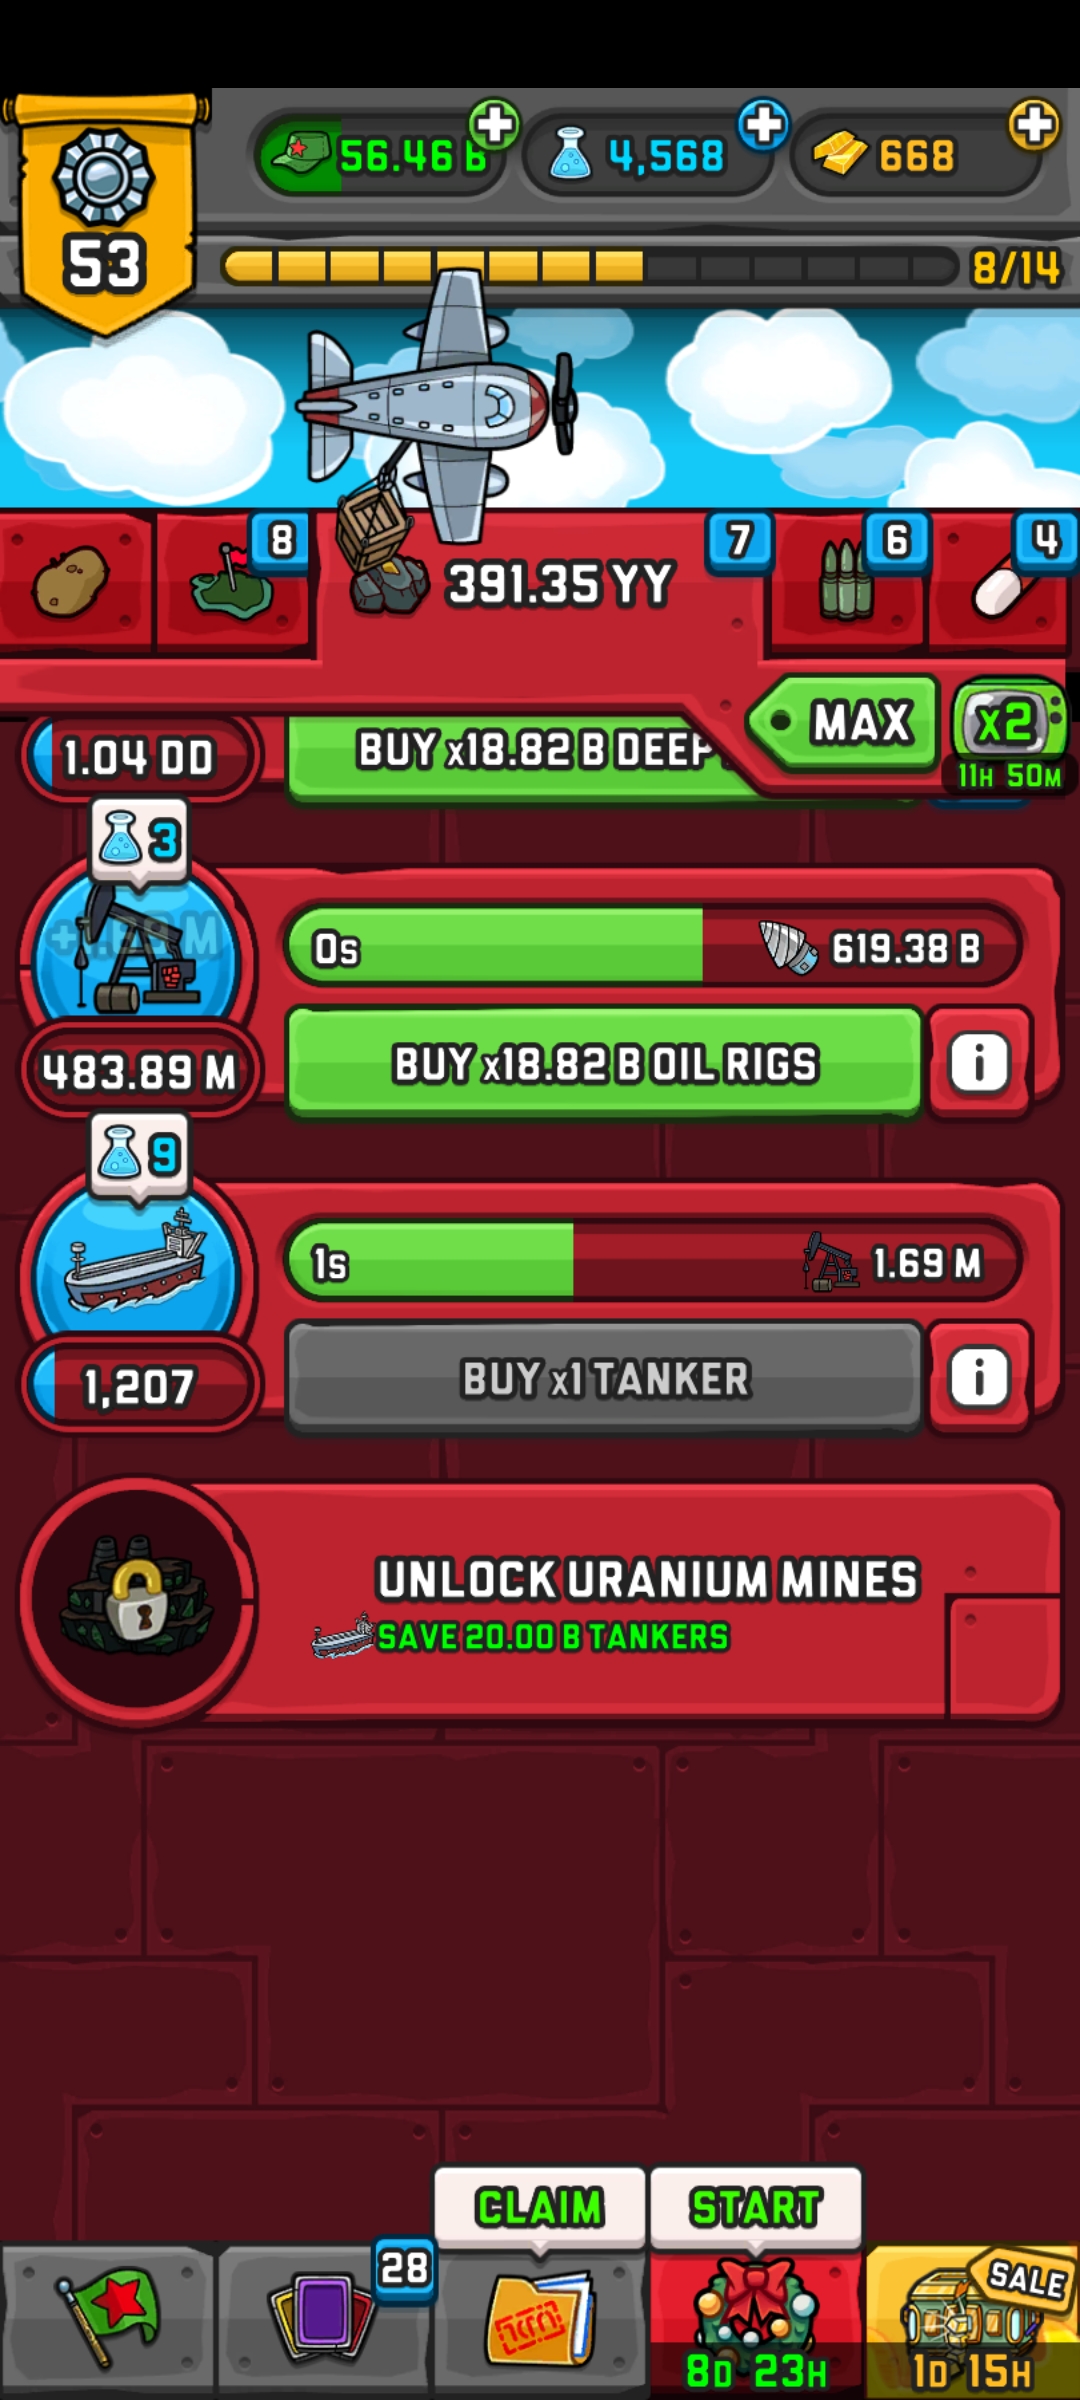 53
56.46 B
4,568
668
8/14
8
391.35 YY
7
6
4
MAX
x2
11H 50M
1.04 DD
BUY x18.82 B DEEP
3
0s
619.38 B
BUY x18.82 B OIL RIGS
i
483.89 M
9
1s
1.69 M
BUY x1 TANKER
i
1,207
UNLOCK URANIUM MINES
SAVE 20.00 B TANKERS
CLAIM
START
28
SALE
8D 23H
1D 15H